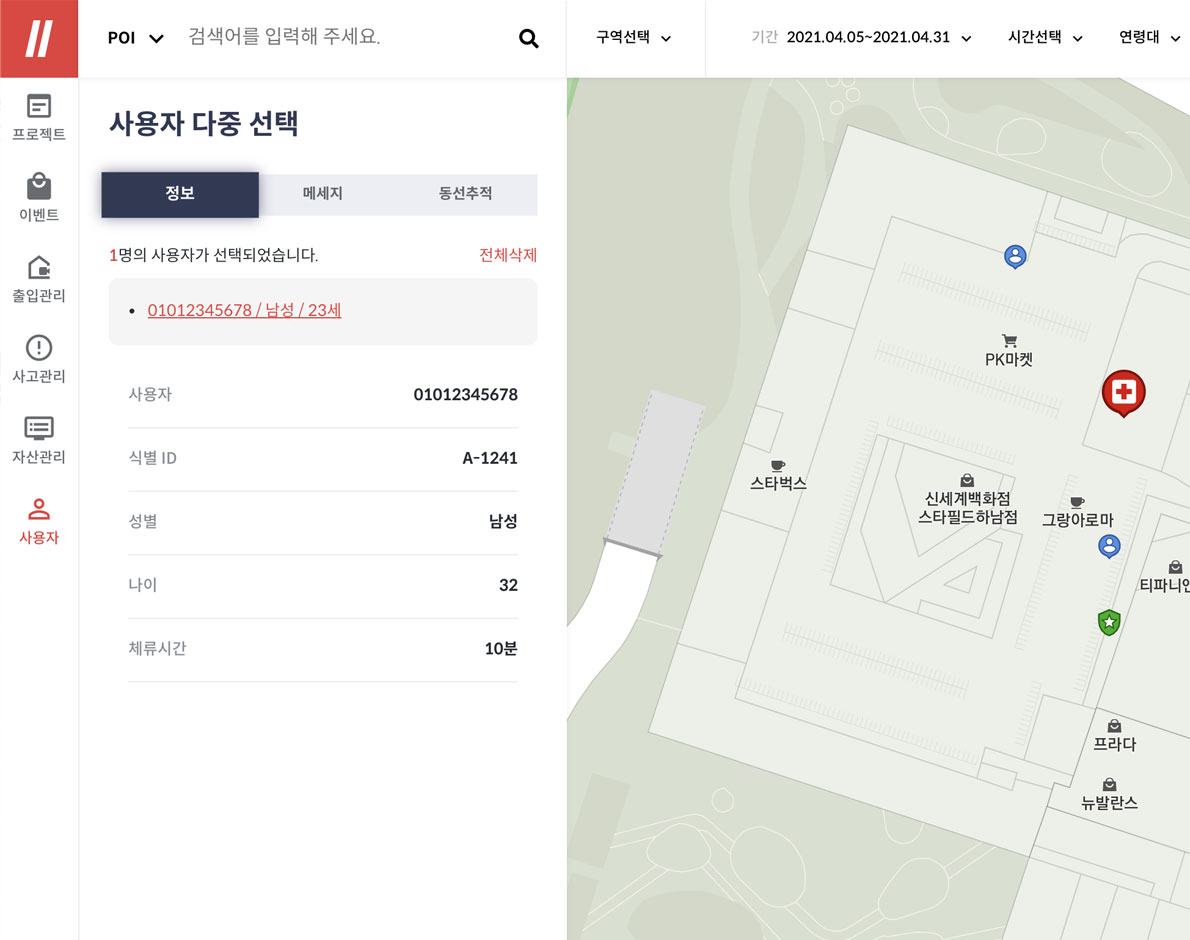 POI
검색어를 입력해 주세요.
구역선택
기간 2021.04.05~2021.04.31
시간선택
연령대
프로젝트
이벤트
출입관리
사고관리
자산관리
사용자
사용자 다중 선택
정보
메세지
동선추적
1명의 사용자가 선택되었습니다.
전체삭제
01012345678 / 남성 / 23세
사용자 01012345678
식별 ID A-1241
성별 남성
나이 32
체류시간 10분
PK마켓
스타벅스
신세계백화점
스타필드하남점
그랑아로마
티파니앤
프라다
뉴발란스